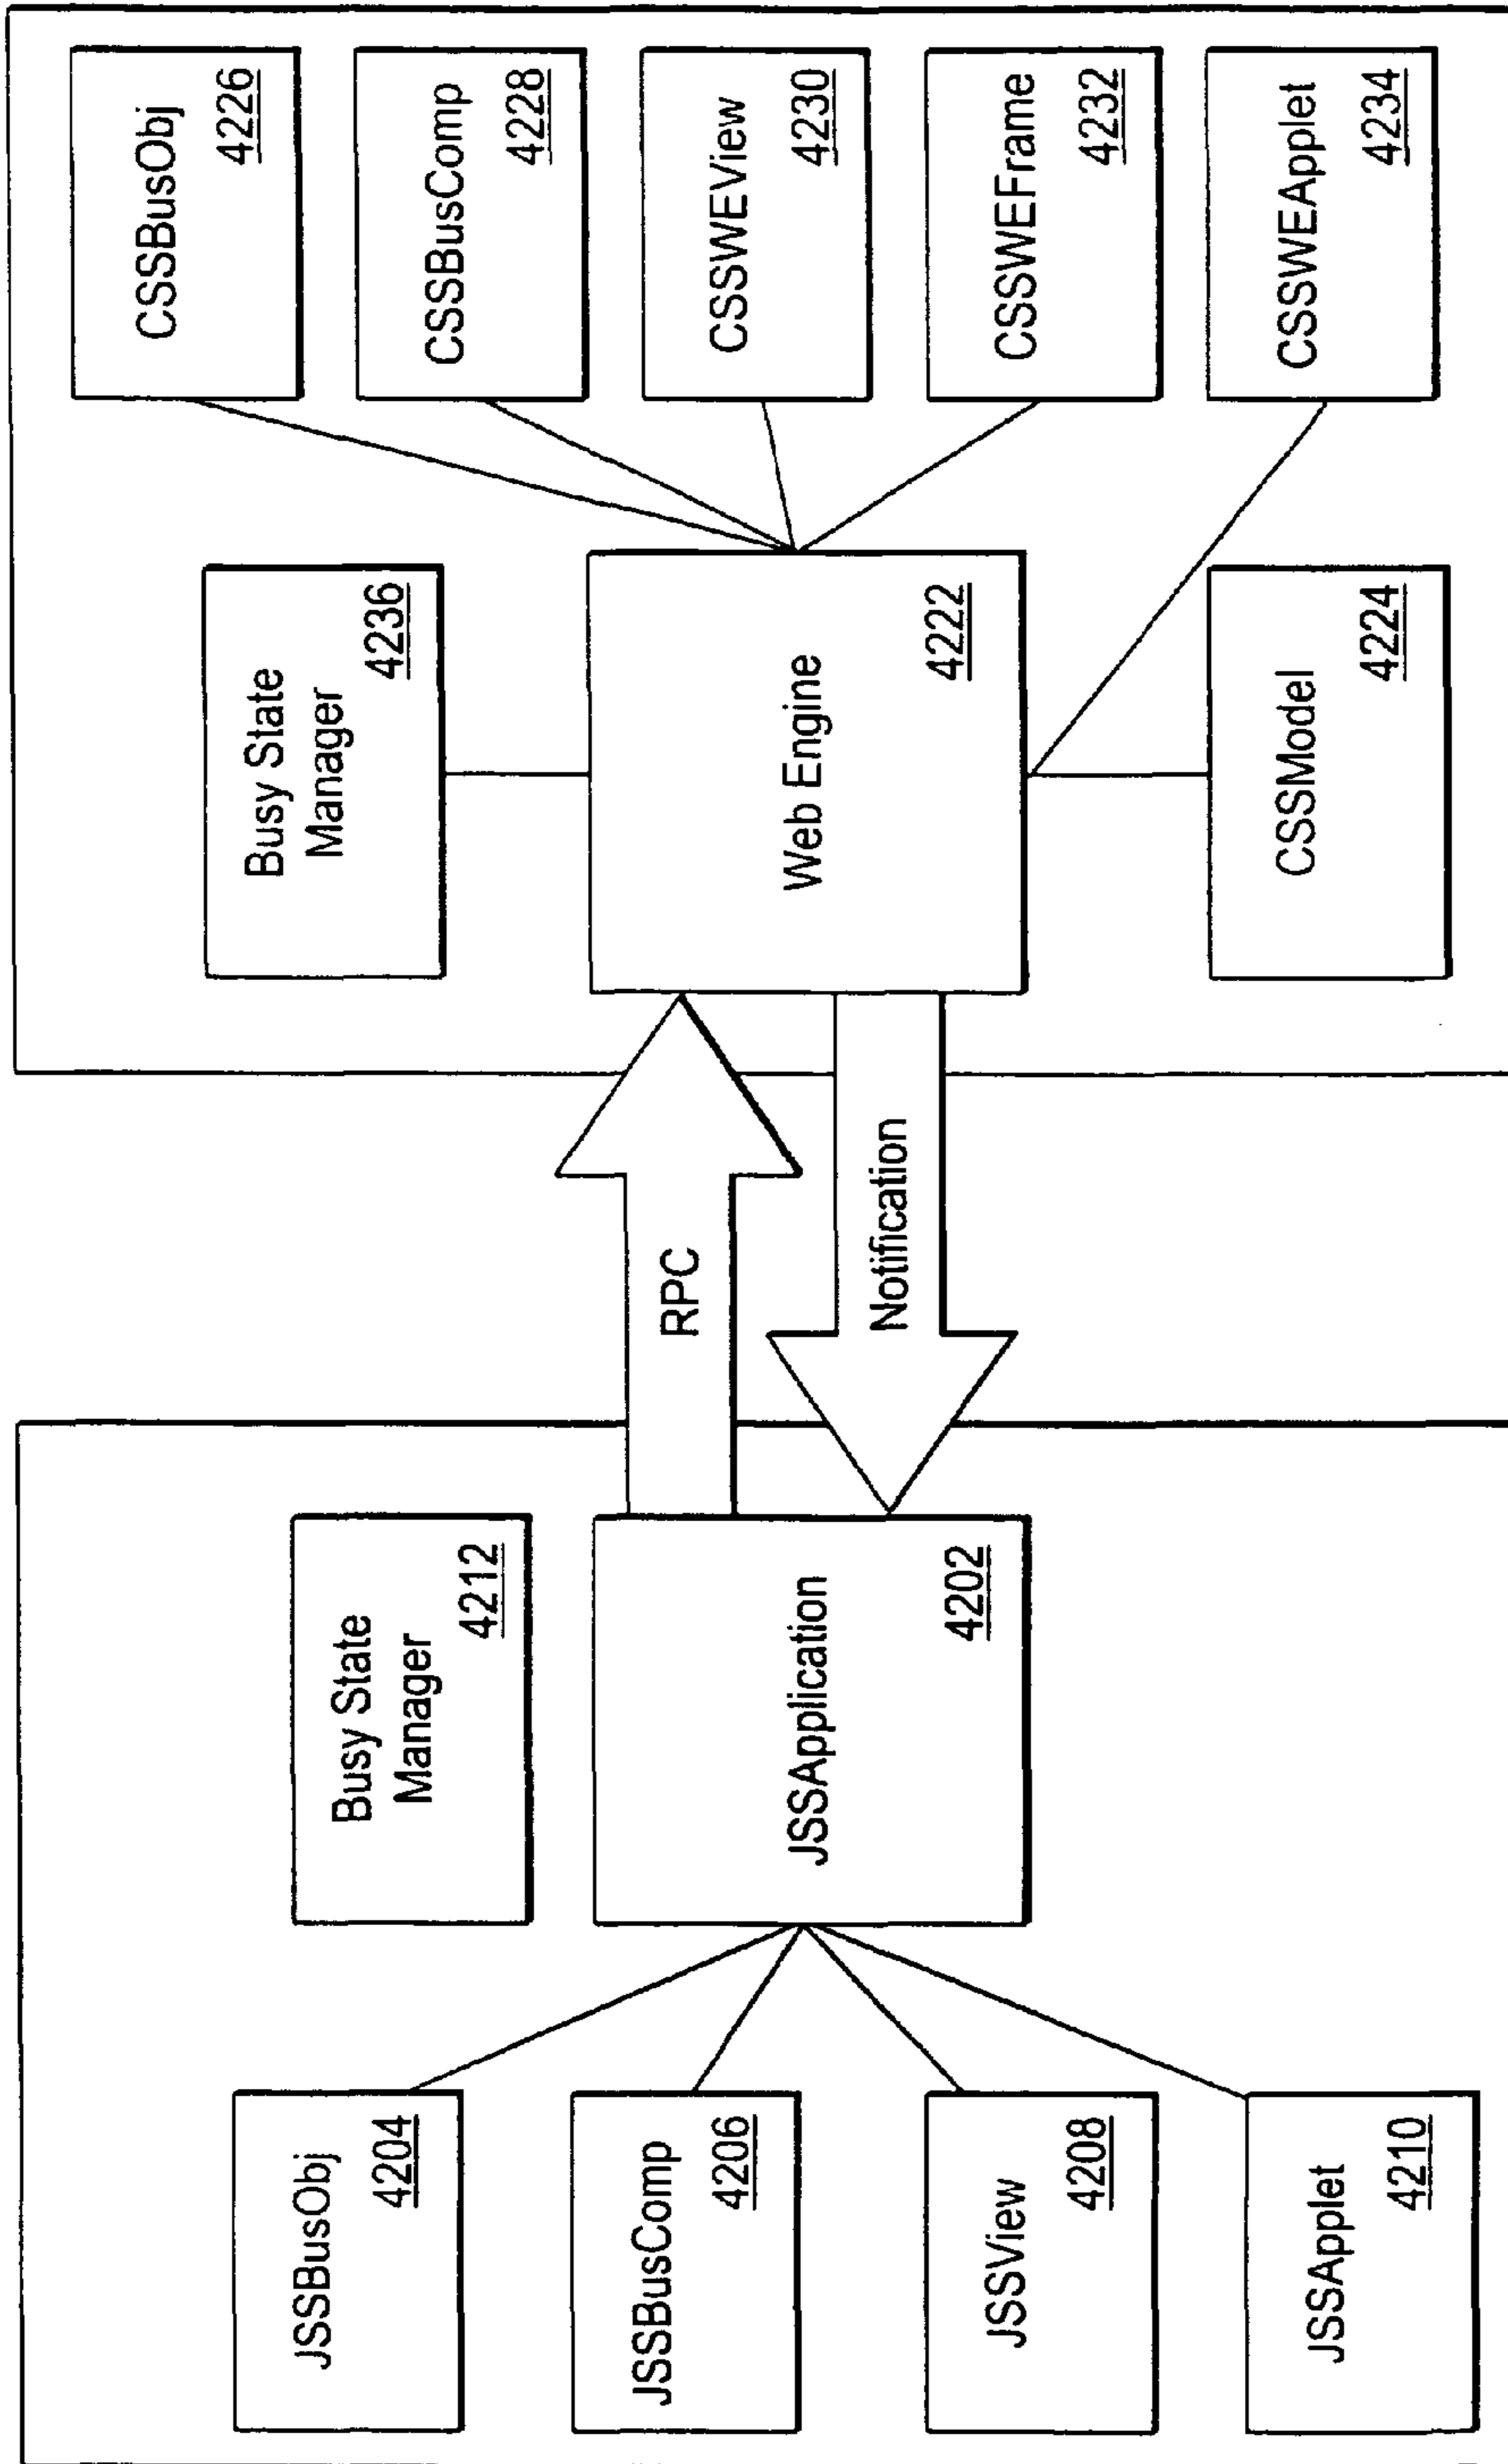 JSSBusObj
4204
JSSBusComp
4206
JSSView
4208
JSSApplet
4210
Busy State
Manager
4212
JSSApplication
4202
RPC
Notification
Busy State
Manager
4236
Web Engine
4222
CSSModel
4224
CSSBusObj
4226
CSSBusComp
4228
CSSWEView
4230
CSSWEFrame
4232
CSSWEApplet
4234